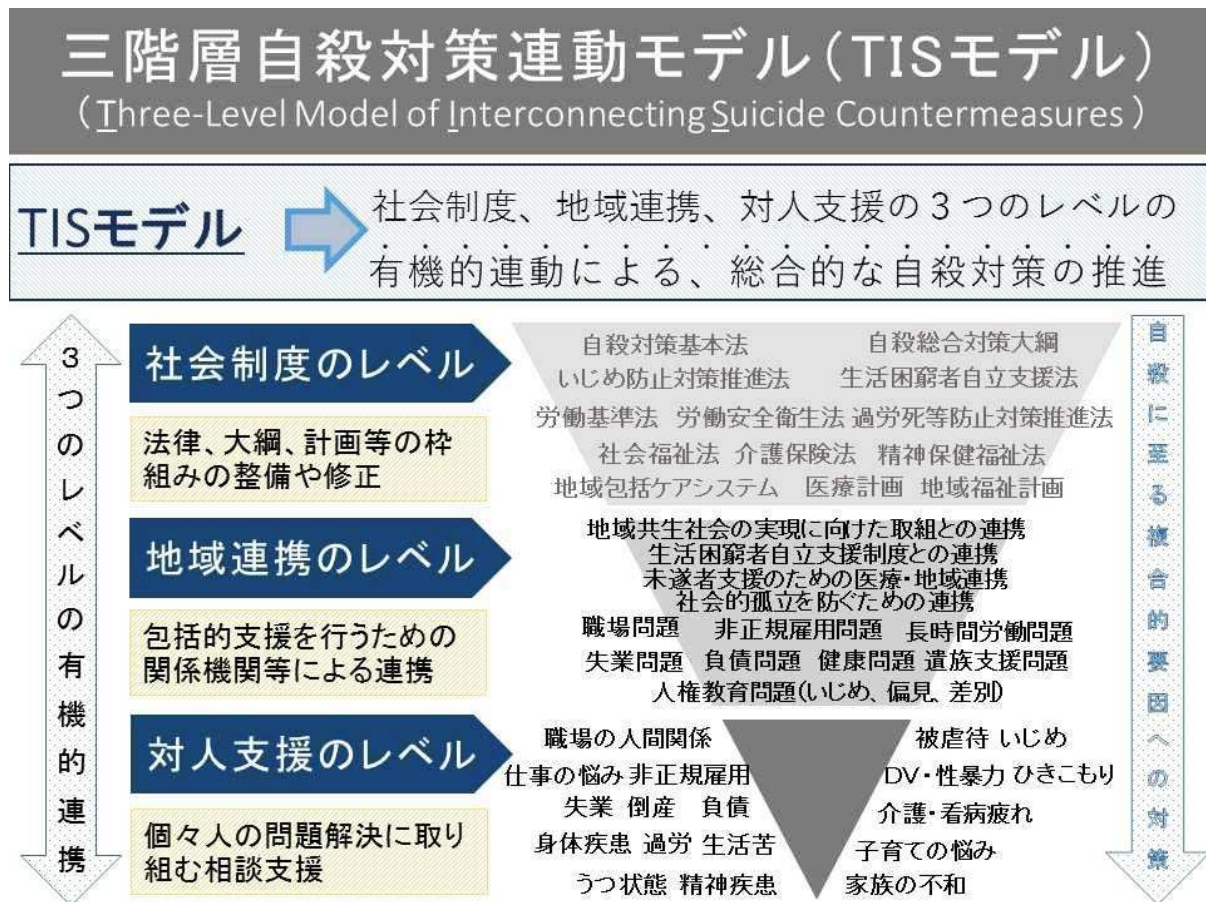 三階層自殺対策連動モデル(TISモデル)
(Three-Level Model of Interconnecting Suicide Countermeasures)
TISモデル
社会制度、地域連携、対人支援の3つのレベルの
有機的連動による、総合的な自殺対策の推進
3つのレベルの有機的連携
社会制度のレベル
法律、大綱、計画等の枠
組みの整備や修正
自殺対策基本法 自殺総合対策大綱
いじめ防止対策推進法 生活困窮者自立支援法
労働基準法 労働安全衛生法 過労死等防止対策推進法
社会福祉法 介護保険法 精神保健福祉法
地域包括ケアシステム 医療計画 地域福祉計画
地域連携のレベル
包括的支援を行うための
関係機関等による連携
地域共生社会の実現に向けた取組との連携
生活困窮者自立支援制度との連携
未遂者支援のための医療・地域連携
社会的孤立を防ぐための連携
職場問題 非正規雇用問題 長時間労働問題
失業問題 負債問題 健康問題 遺族支援問題
人権教育問題(いじめ、偏見、差別)
対人支援のレベル
個々人の問題解決に取り
組む相談支援
職場の人間関係 被虐待 いじめ
仕事の悩み 非正規雇用 DV・性暴力 ひきこもり
失業 倒産 負債 介護・看病疲れ
身体疾患 過労 生活苦 子育ての悩み
うつ状態 精神疾患 家族の不和
自殺に至る複合的要因への対策